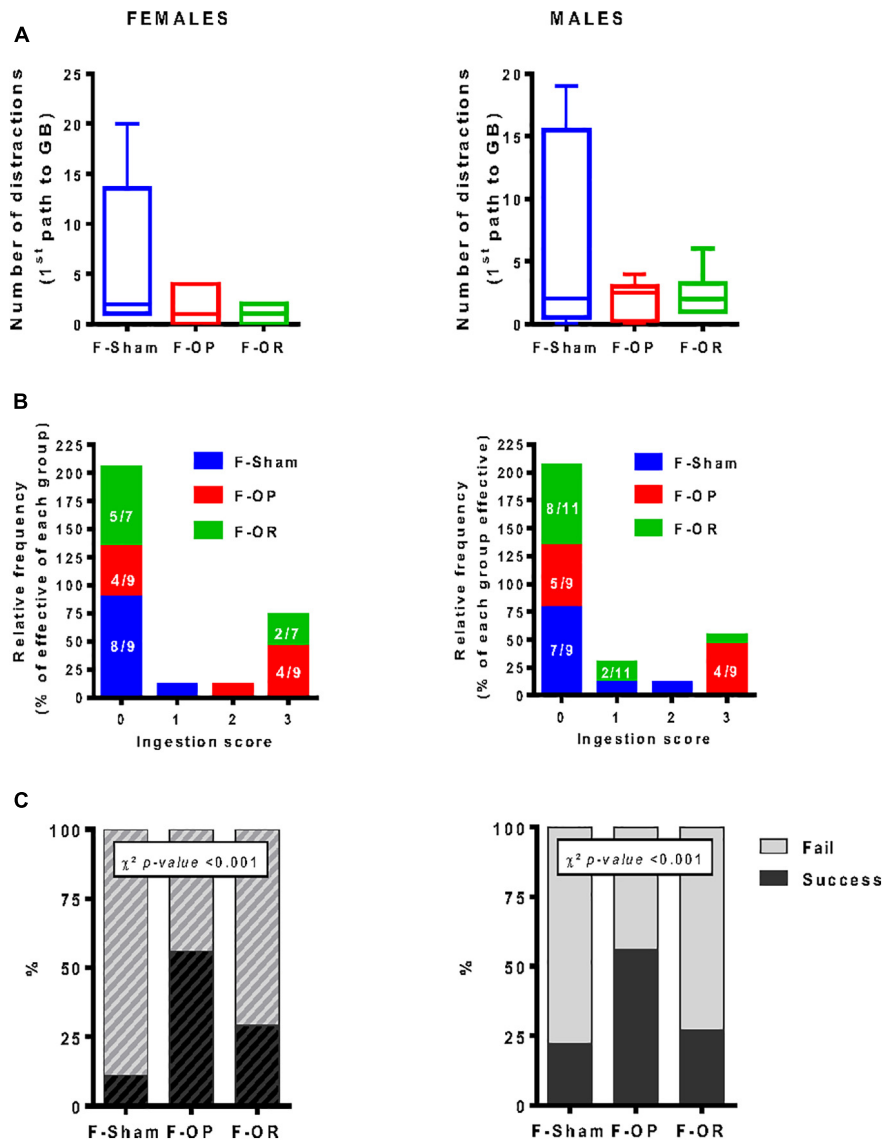 FEMALES
MALES
A
Number of distractions
(1st path to GB)
25
20
15
10
5
0
F-Sham F-OP F-OR
Number of distractions
(1st path to GB)
20
15
10
5
0
F-Sham F-OP F-OR
B
Relative frequency
(% of effective of each group)
225
200
175
150
125
100
75
50
25
0
F-Sham
F-OP
F-OR
5/7
4/9
8/9
2/7
4/9
0 1 2 3
Ingestion score
Relative frequency
(% of each group effective)
225
200
175
150
125
100
75
50
25
0
F-Sham
F-OP
F-OR
8/11
5/9
7/9
2/11
4/9
0 1 2 3
Ingestion score
C
%
100
75
50
25
0
χ² p-value <0.001
F-Sham F-OP F-OR
%
100
75
50
25
0
χ² p-value <0.001
F-Sham F-OP F-OR
Fail
Success